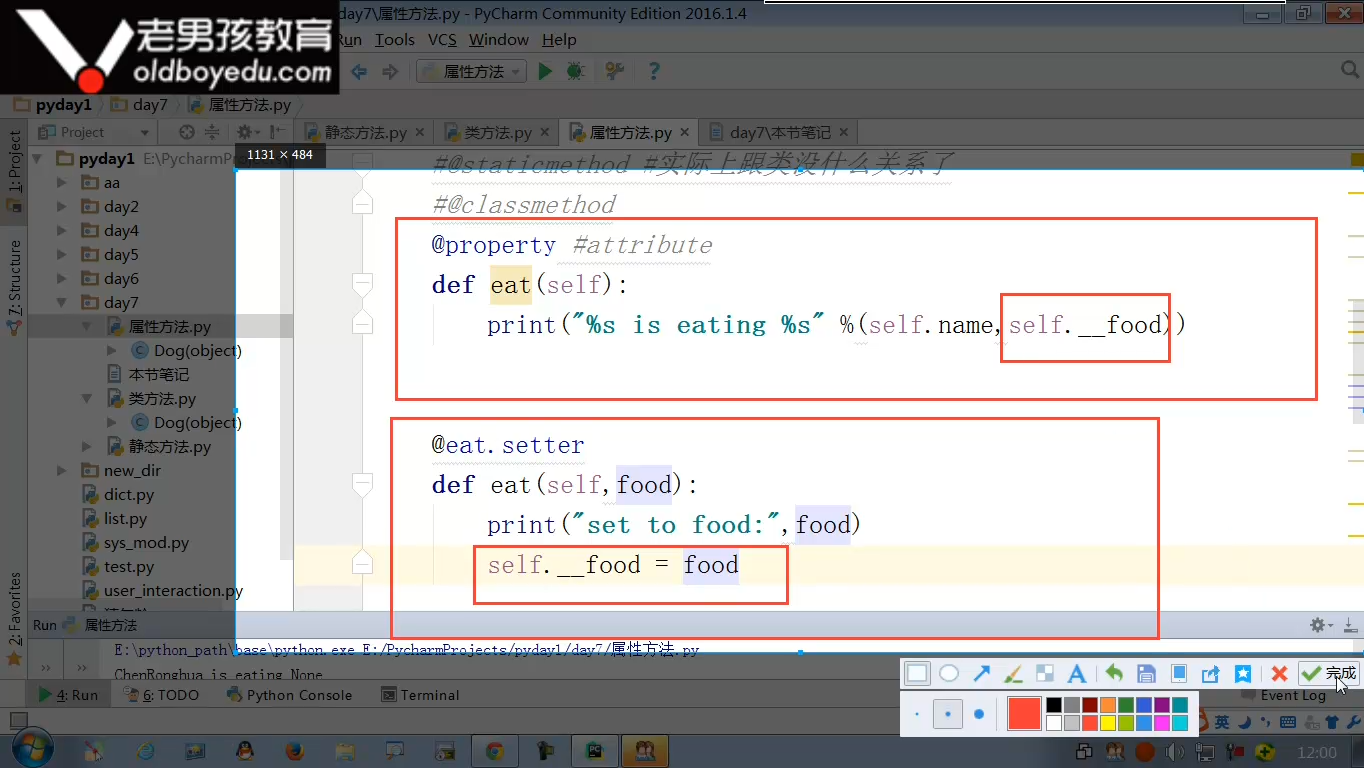 老男孩教育
oldboyedu.com
day7\属性方法.py - PyCharm Community Edition 2016.1.4
Run Tools VCS Window Help
属性方法
pyday1 day7 属性方法.py
Project
静态方法.py
类方法.py
属性方法.py
day7\本节笔记
1131 × 484
1: Project
Z: Structure
2: Favorites
pyday1 E:\PycharmPr
aa
day2
day4
day5
day6
day7
属性方法.py
Dog(object)
本节笔记
类方法.py
Dog(object)
静态方法.py
new_dir
dict.py
list.py
sys_mod.py
test.py
user_interaction.py
#@staticmethod #实际上跟类没什么关系了
#@classmethod
@property #attribute
def eat(self):
print("%s is eating %s" %(self.name,self.__food))
@eat.setter
def eat(self,food):
print("set to food:",food)
self.__food = food
Run 属性方法
E:\python_path\base\python.exe E:/PycharmProjects/pyday1/day7/属性方法.py
ChenRonghua is eating None
完成
4: Run
6: TODO
Python Console
Terminal
Event Log
英
12:00